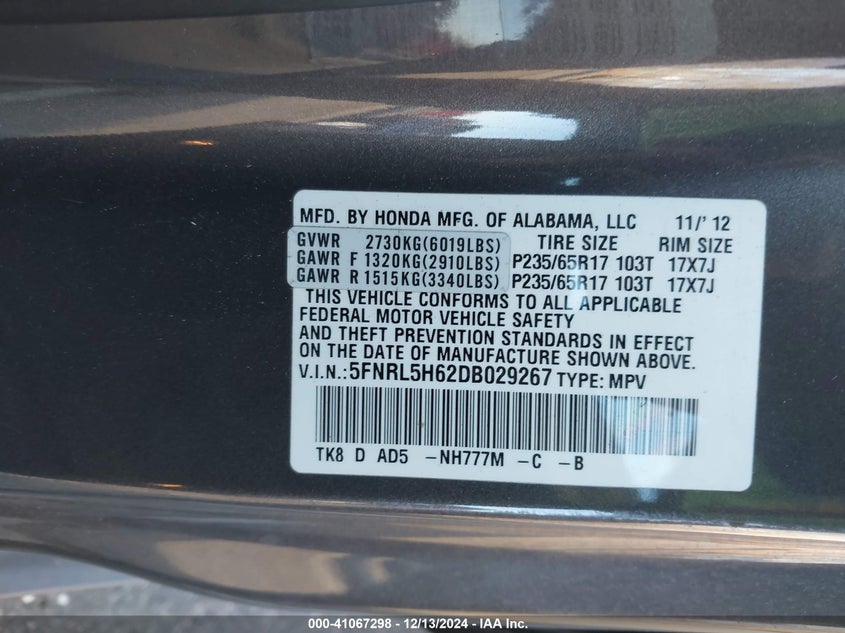 MFD. BY HONDA MFG. OF ALABAMA, LLC 11/' 12
GVWR 2730KG(6019LBS) TIRE SIZE RIM SIZE
GAWR F 1320KG(2910LBS) P235/65R17 103T 17X7J
GAWR R 1515KG(3340LBS) P235/65R17 103T 17X7J
THIS VEHICLE CONFORMS TO ALL APPLICABLE
FEDERAL MOTOR VEHICLE SAFETY
AND THEFT PREVENTION STANDARDS IN EFFECT
ON THE DATE OF MANUFACTURE SHOWN ABOVE.
V.I.N.: 5FNRL5H62DB029267 TYPE: MPV
TK8 D AD5 -NH777M -C -B
000-41067298 - 12/13/2024 - IAA Inc.